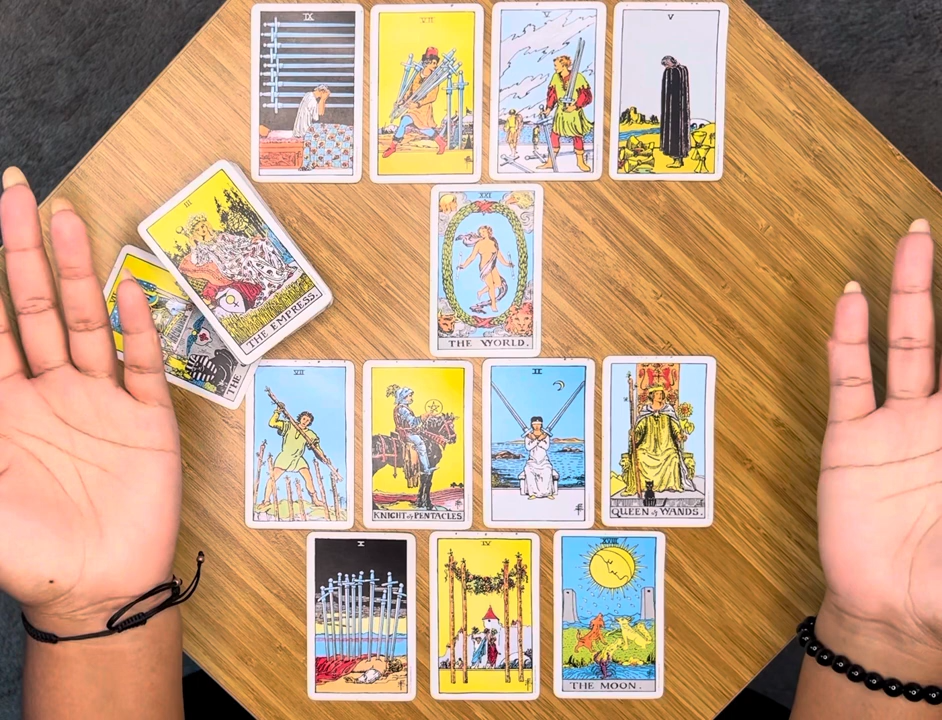 IX
VII
V
V
III
THE EMPRESS.
THE
XXI
THE WORLD.
VII
KNIGHT of PENTACLES
II
QUEEN of WANDS.
X
IV
XVIII
THE MOON.